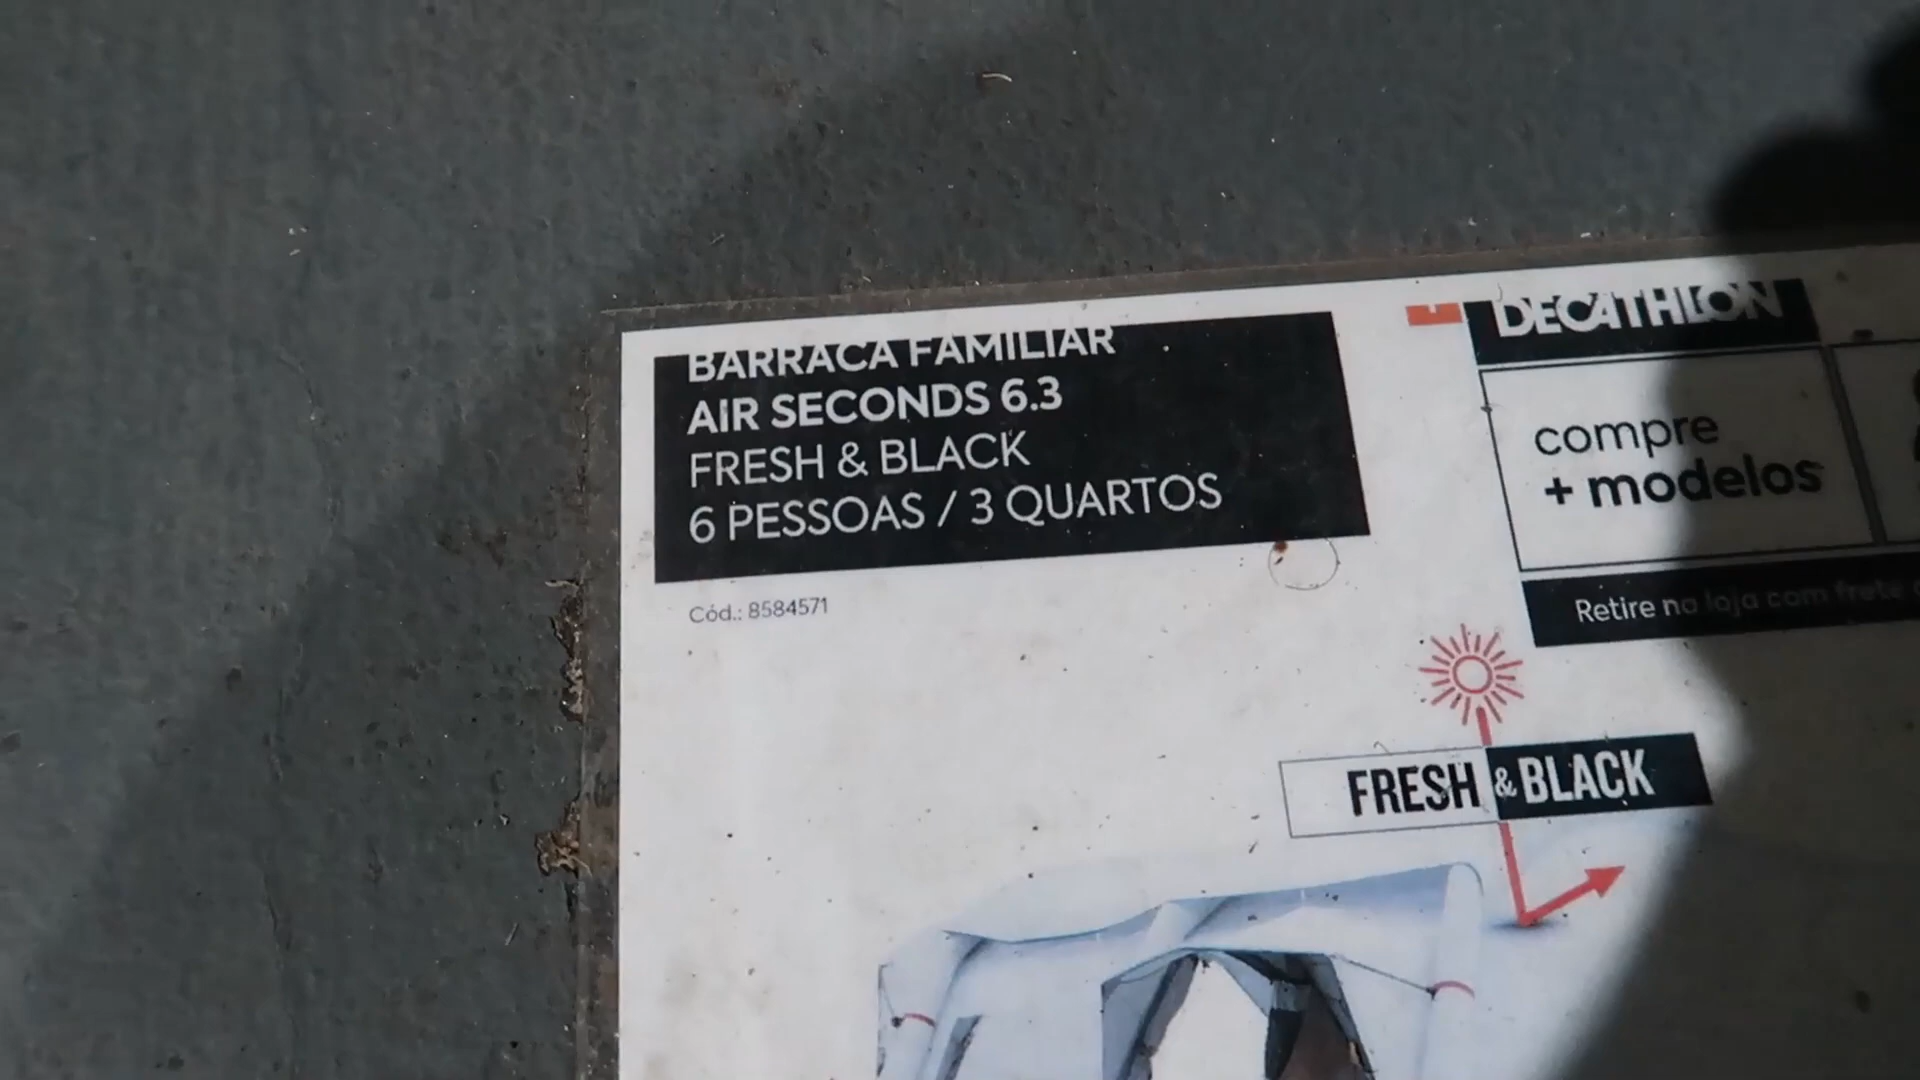 BARRACA FAMILIAR
AIR SECONDS 6.3
FRESH & BLACK
6 PESSOAS / 3 QUARTOS
Cód.: 8584571
DECATHLON
compre
+ modelos
Retire na loja com frete
FRESH & BLACK